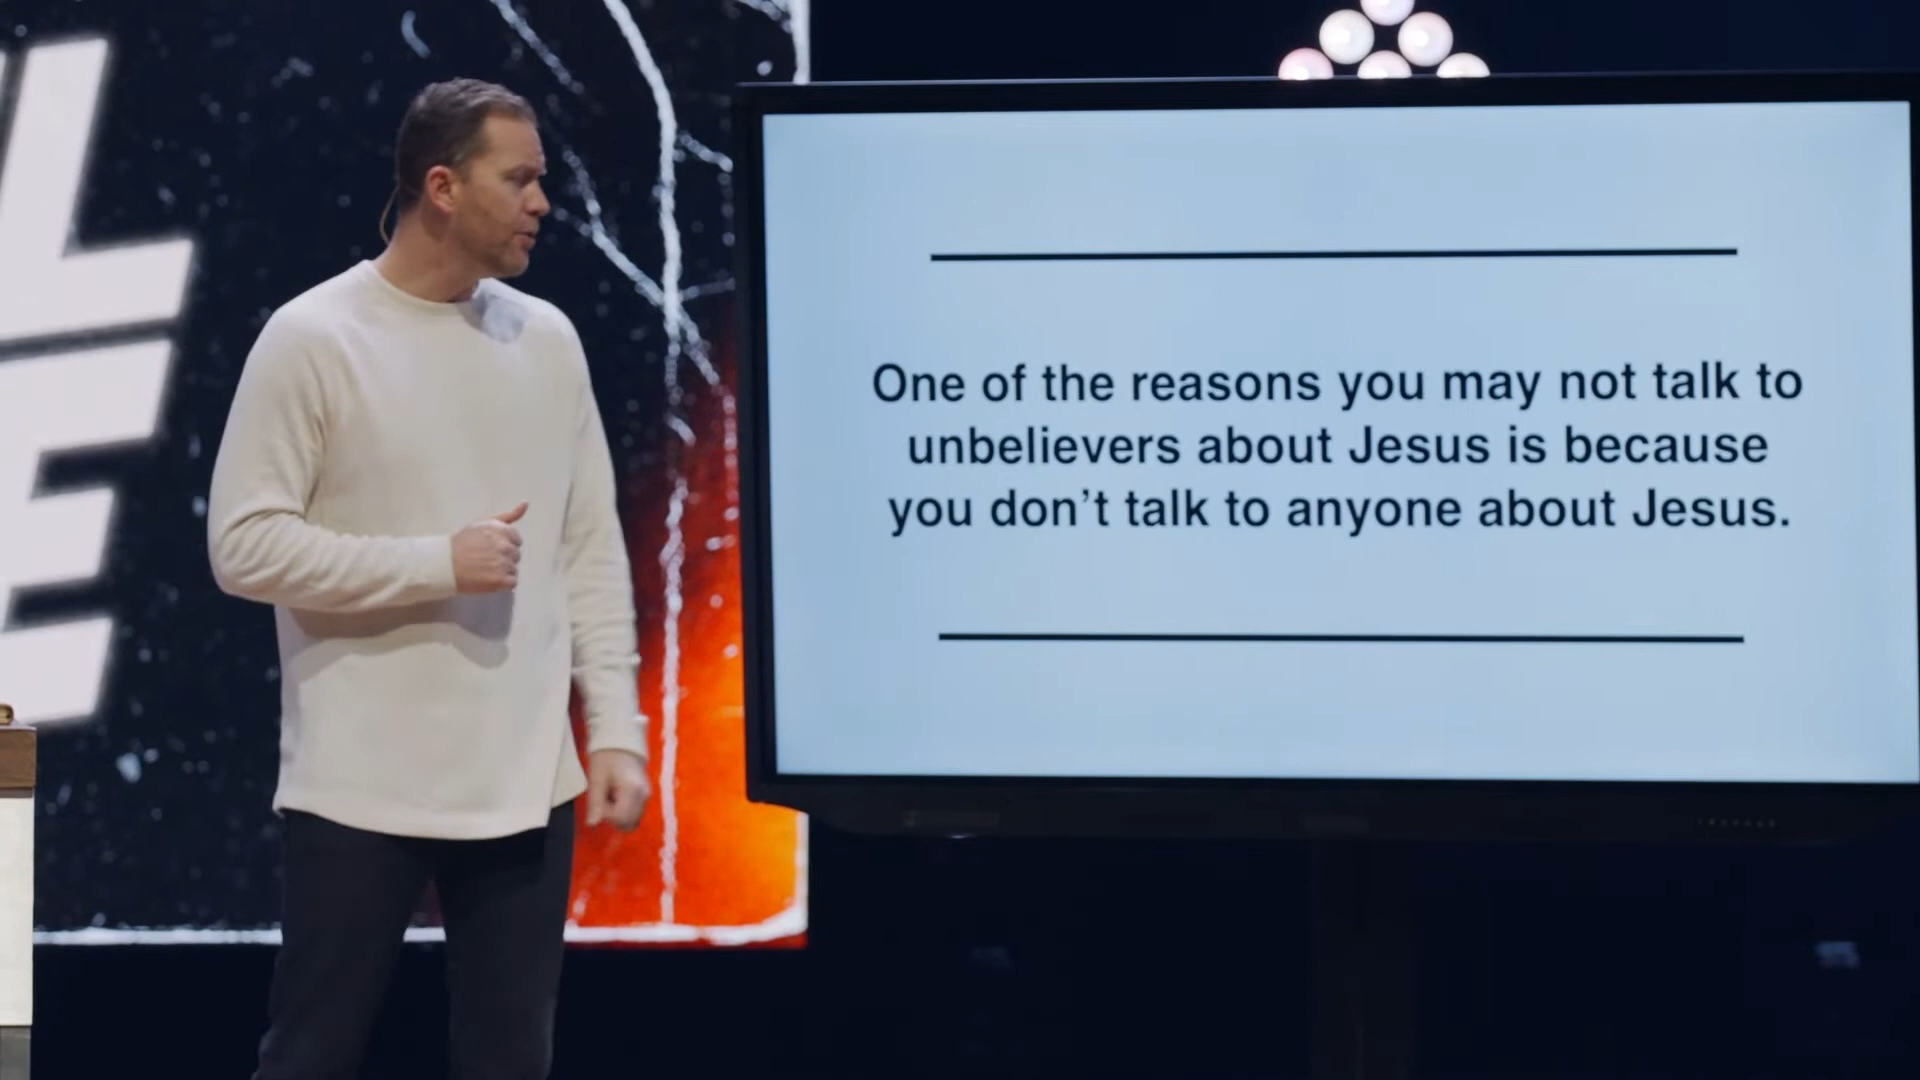 L
E
One of the reasons you may not talk to
unbelievers about Jesus is because
you don't talk to anyone about Jesus.